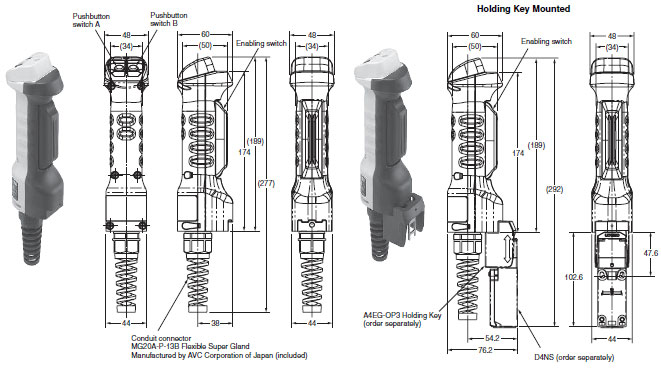 Holding Key Mounted
Pushbutton
switch A
Pushbutton
switch B
48
(34)
60
(50)
Enabling switch
48
(34)
174
(189)
(277)
44
38
44
Conduit connector
MG20A-P-13B Flexible Super Gland
Manufactured by AVC Corporation of Japan (included)
60
(50)
Enabling switch
48
(34)
174
(189)
(292)
102.6
47.6
A4EG-OP3 Holding Key
(order separately)
54.2
76.2
44
D4NS (order separately)